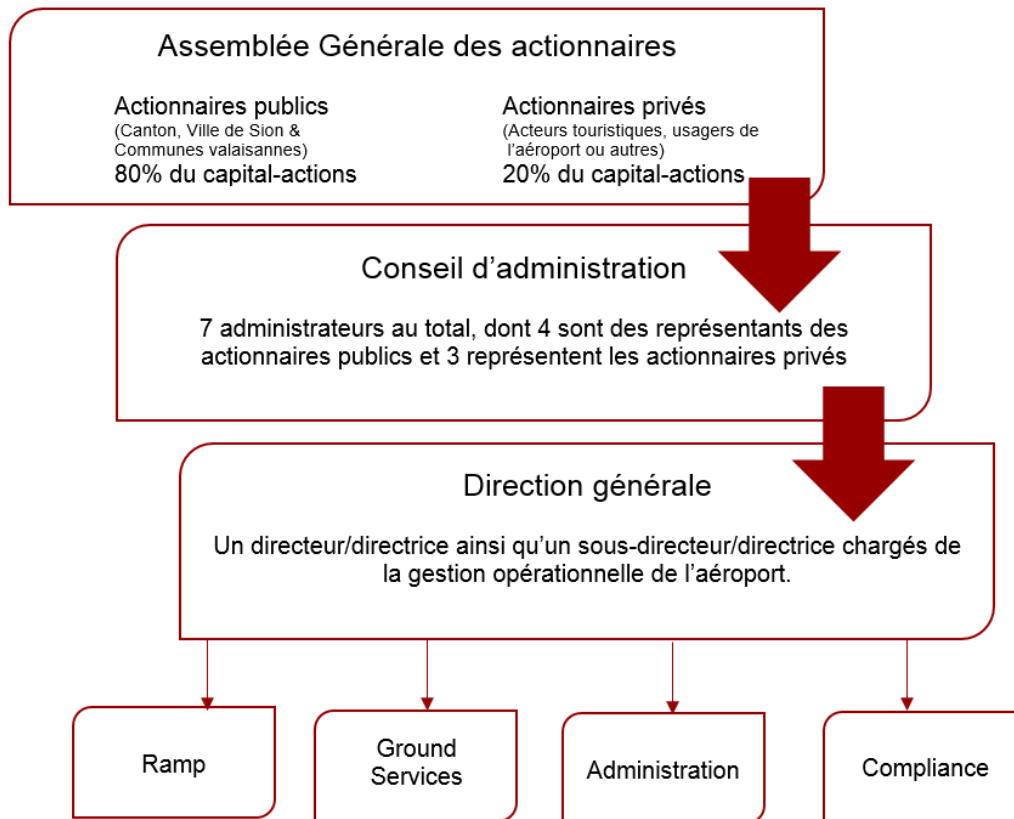 Assemblée Générale des actionnaires
Actionnaires publics
(Canton, Ville de Sion &
Communes valaisannes)
80% du capital-actions
Actionnaires privés
(Acteurs touristiques, usagers de
l'aéroport ou autres)
20% du capital-actions
Conseil d'administration
7 administrateurs au total, dont 4 sont des représentants des
actionnaires publics et 3 représentent les actionnaires privés
Direction générale
Un directeur/directrice ainsi qu'un sous-directeur/directrice chargés de
la gestion opérationnelle de l'aéroport.
Ramp
Ground
Services
Administration
Compliance